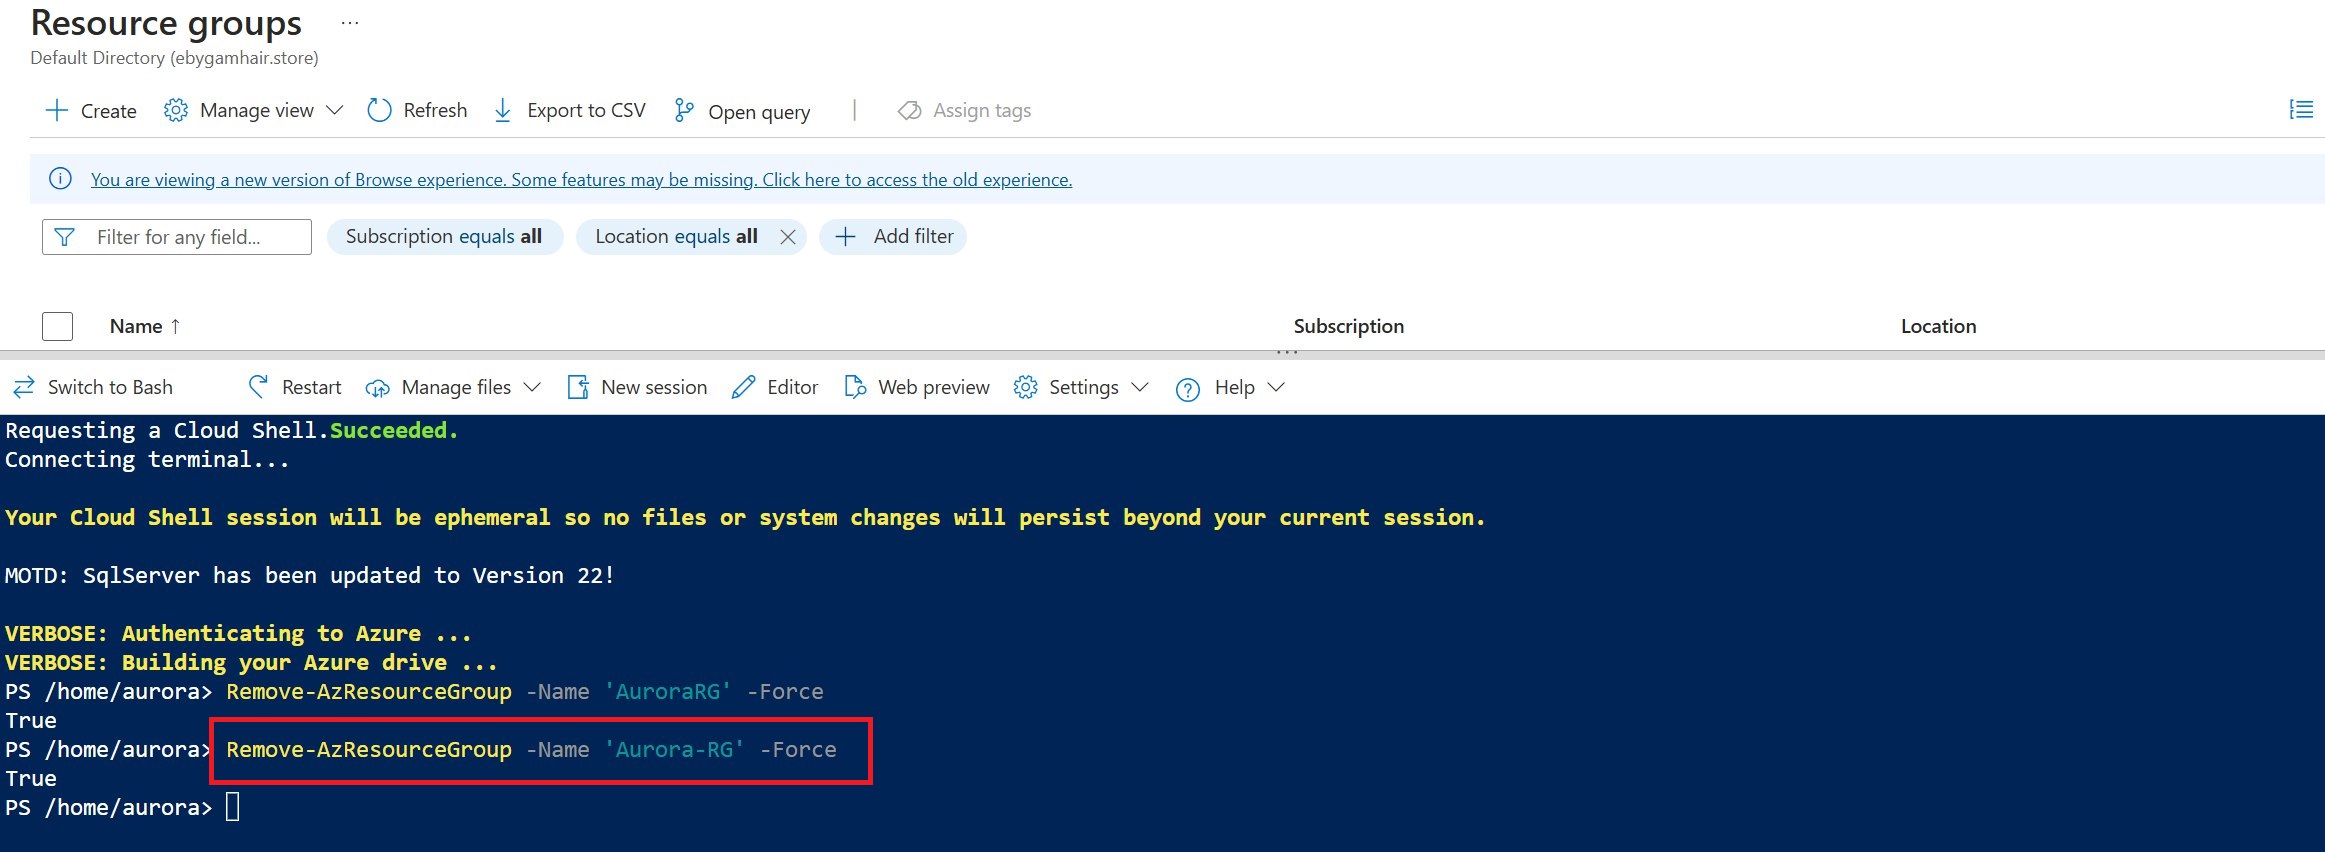 Resource groups ...
Default Directory (ebygamhair.store)
Create Manage view Refresh Export to CSV Open query | Assign tags
You are viewing a new version of Browse experience. Some features may be missing. Click here to access the old experience.
Filter for any field... Subscription equals all Location equals all Add filter
Name ↑ Subscription Location
Switch to Bash Restart Manage files New session Editor Web preview Settings Help
Requesting a Cloud Shell.Succeeded.
Connecting terminal...
Your Cloud Shell session will be ephemeral so no files or system changes will persist beyond your current session.
MOTD: SqlServer has been updated to Version 22!
VERBOSE: Authenticating to Azure ...
VERBOSE: Building your Azure drive ...
PS /home/aurora> Remove-AzResourceGroup -Name 'AuroraRG' -Force
True
PS /home/aurora> Remove-AzResourceGroup -Name 'Aurora-RG' -Force
True
PS /home/aurora>